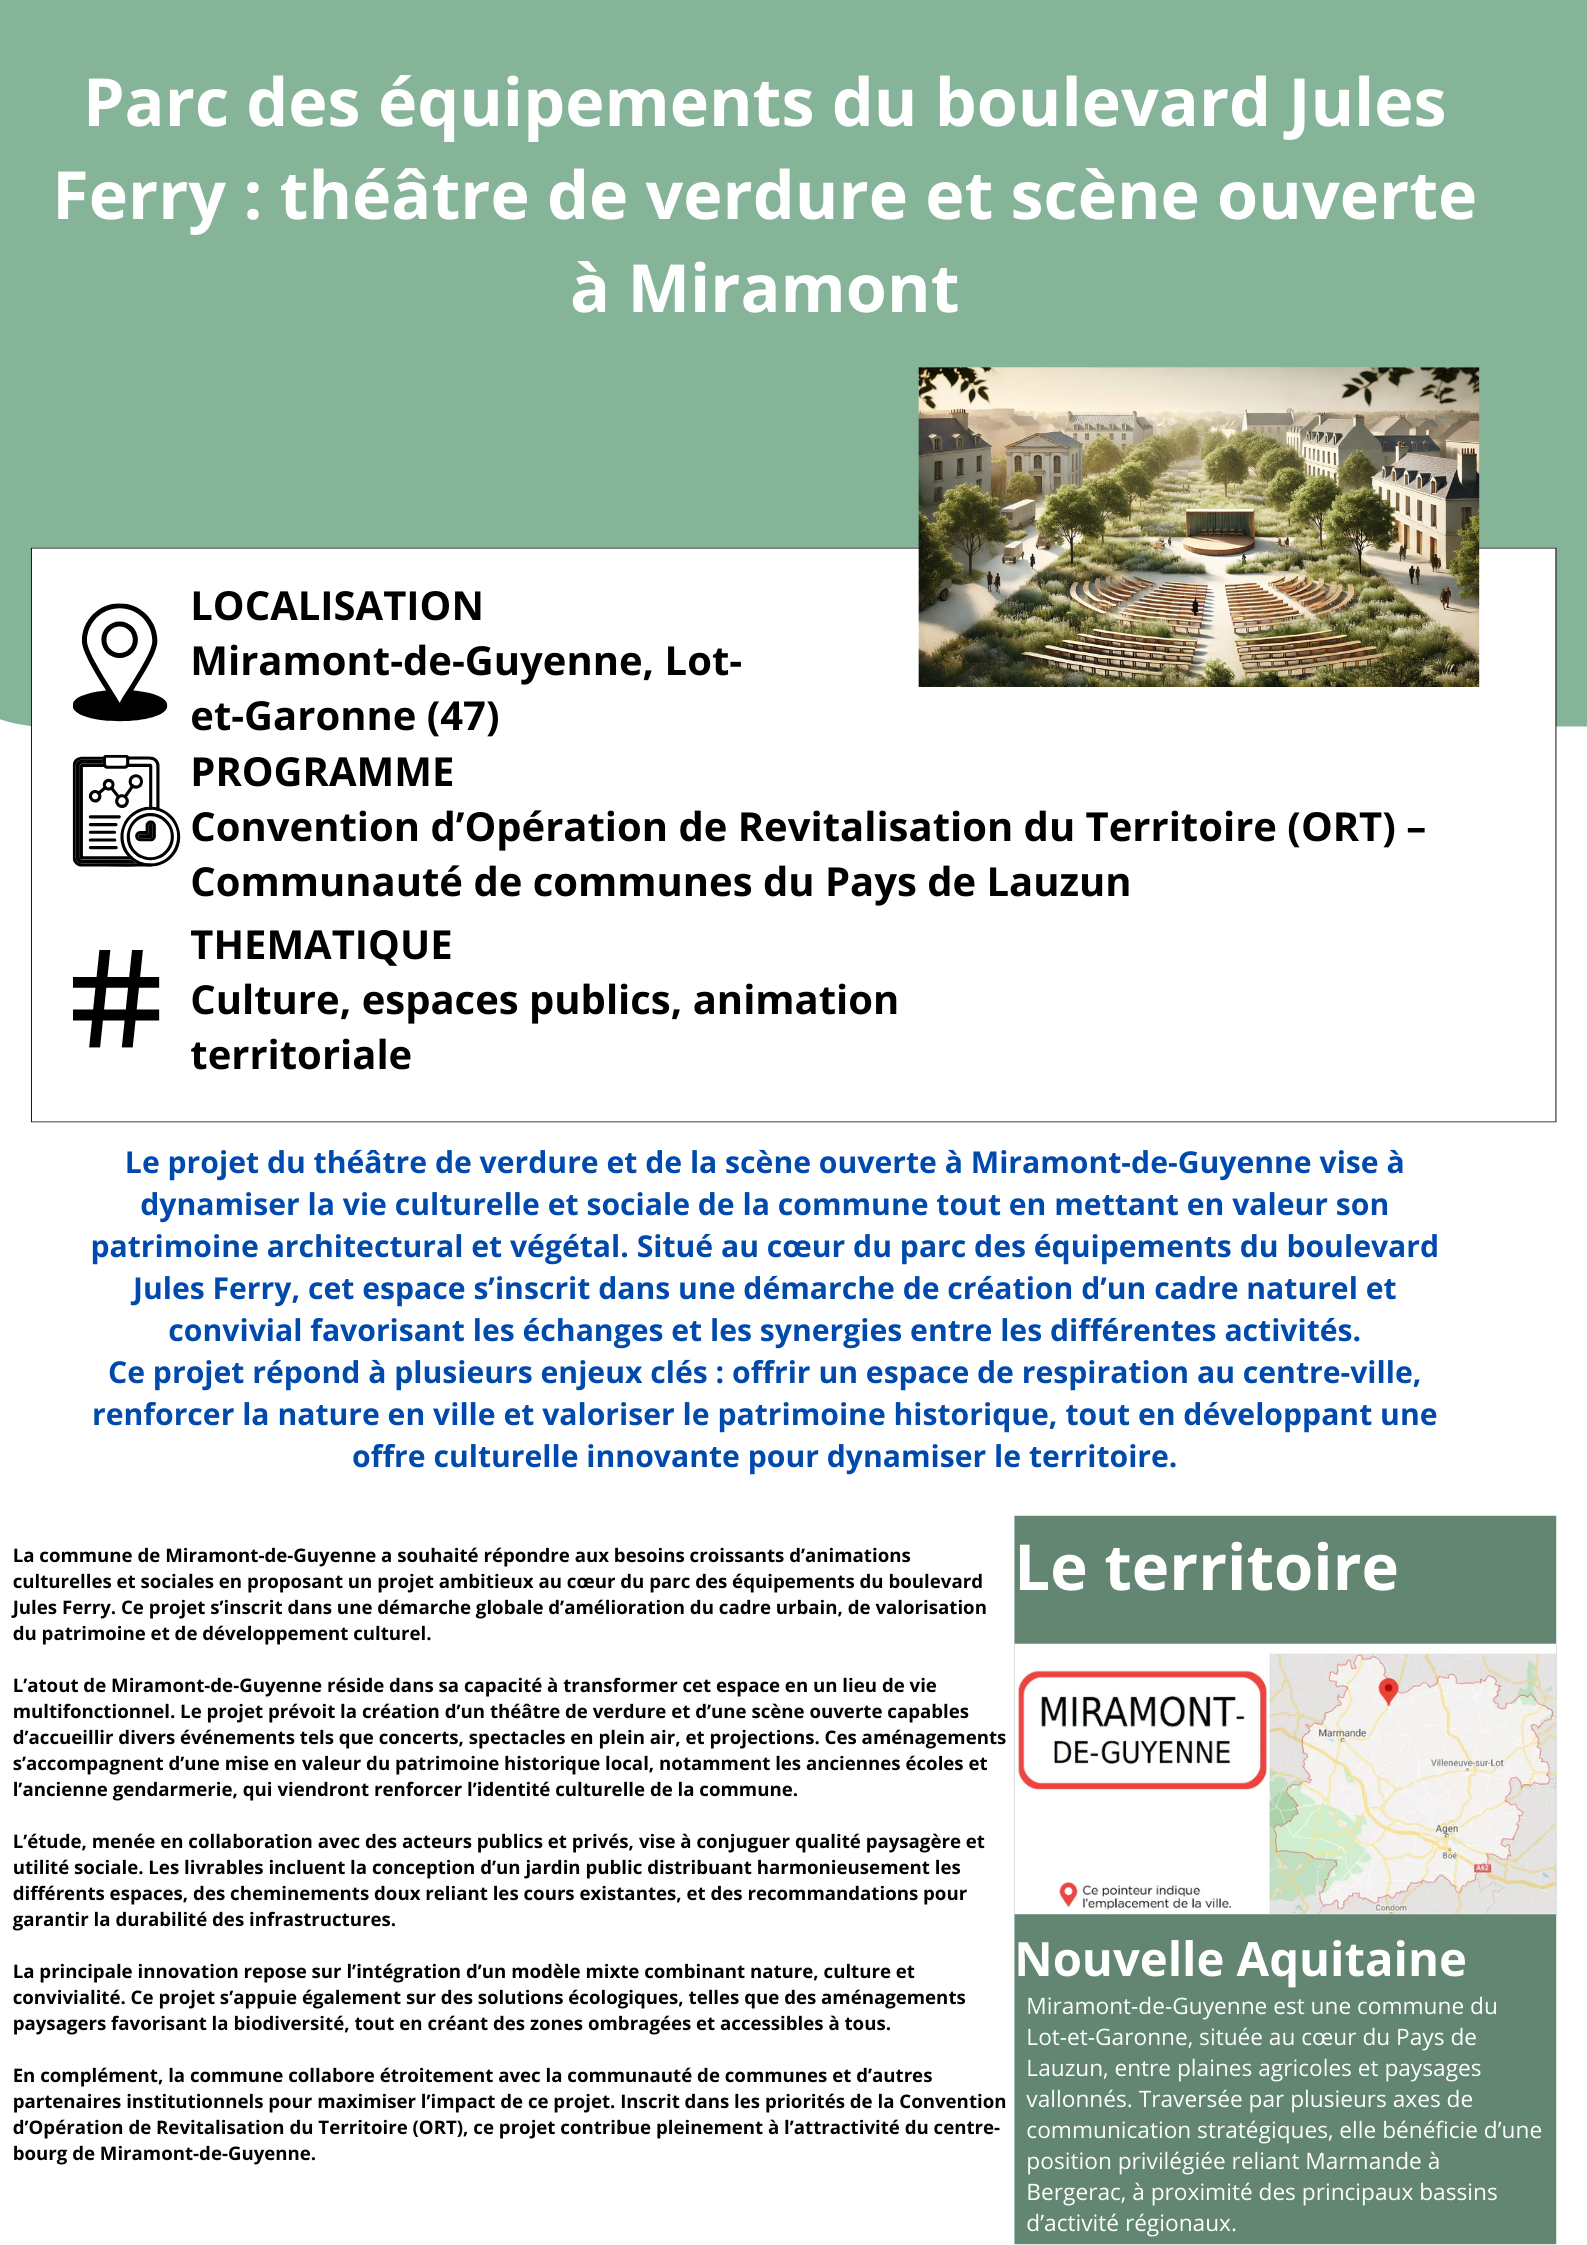 Parc des équipements du boulevard Jules
Ferry : théâtre de verdure et scène ouverte
à Miramont
LOCALISATION
Miramont-de-Guyenne, Lot-
et-Garonne (47)
PROGRAMME
Convention d’Opération de Revitalisation du Territoire (ORT) –
Communauté de communes du Pays de Lauzun
THEMATIQUE
Culture, espaces publics, animation
territoriale
Le projet du théâtre de verdure et de la scène ouverte à Miramont-de-Guyenne vise à
dynamiser la vie culturelle et sociale de la commune tout en mettant en valeur son
patrimoine architectural et végétal. Situé au cœur du parc des équipements du boulevard
Jules Ferry, cet espace s’inscrit dans une démarche de création d’un cadre naturel et
convivial favorisant les échanges et les synergies entre les différentes activités.
Ce projet répond à plusieurs enjeux clés : offrir un espace de respiration au centre-ville,
renforcer la nature en ville et valoriser le patrimoine historique, tout en développant une
offre culturelle innovante pour dynamiser le territoire.
La commune de Miramont-de-Guyenne a souhaité répondre aux besoins croissants d’animations
culturelles et sociales en proposant un projet ambitieux au cœur du parc des équipements du boulevard
Jules Ferry. Ce projet s’inscrit dans une démarche globale d’amélioration du cadre urbain, de valorisation
du patrimoine et de développement culturel.
L’atout de Miramont-de-Guyenne réside dans sa capacité à transformer cet espace en un lieu de vie
multifonctionnel. Le projet prévoit la création d’un théâtre de verdure et d’une scène ouverte capables
d’accueillir divers événements tels que concerts, spectacles en plein air, et projections. Ces aménagements
s’accompagnent d’une mise en valeur du patrimoine historique local, notamment les anciennes écoles et
l’ancienne gendarmerie, qui viendront renforcer l’identité culturelle de la commune.
L’étude, menée en collaboration avec des acteurs publics et privés, vise à conjuguer qualité paysagère et
utilité sociale. Les livrables incluent la conception d’un jardin public distribuant harmonieusement les
différents espaces, des cheminements doux reliant les cours existantes, et des recommandations pour
garantir la durabilité des infrastructures.
La principale innovation repose sur l’intégration d’un modèle mixte combinant nature, culture et
convivialité. Ce projet s’appuie également sur des solutions écologiques, telles que des aménagements
paysagers favorisant la biodiversité, tout en créant des zones ombragées et accessibles à tous.
En complément, la commune collabore étroitement avec la communauté de communes et d’autres
partenaires institutionnels pour maximiser l’impact de ce projet. Inscrit dans les priorités de la Convention
d’Opération de Revitalisation du Territoire (ORT), ce projet contribue pleinement à l’attractivité du centre-
bourg de Miramont-de-Guyenne.
Le territoire
MIRAMONT-
DE-GUYENNE
Marmande
Villeneuve-sur-Lot
Agen
Boé
A62
Condom
Ce pointeur indique
l’emplacement de la ville.
Nouvelle Aquitaine
Miramont-de-Guyenne est une commune du
Lot-et-Garonne, située au cœur du Pays de
Lauzun, entre plaines agricoles et paysages
vallonnés. Traversée par plusieurs axes de
communication stratégiques, elle bénéficie d’une
position privilégiée reliant Marmande à
Bergerac, à proximité des principaux bassins
d’activité régionaux.